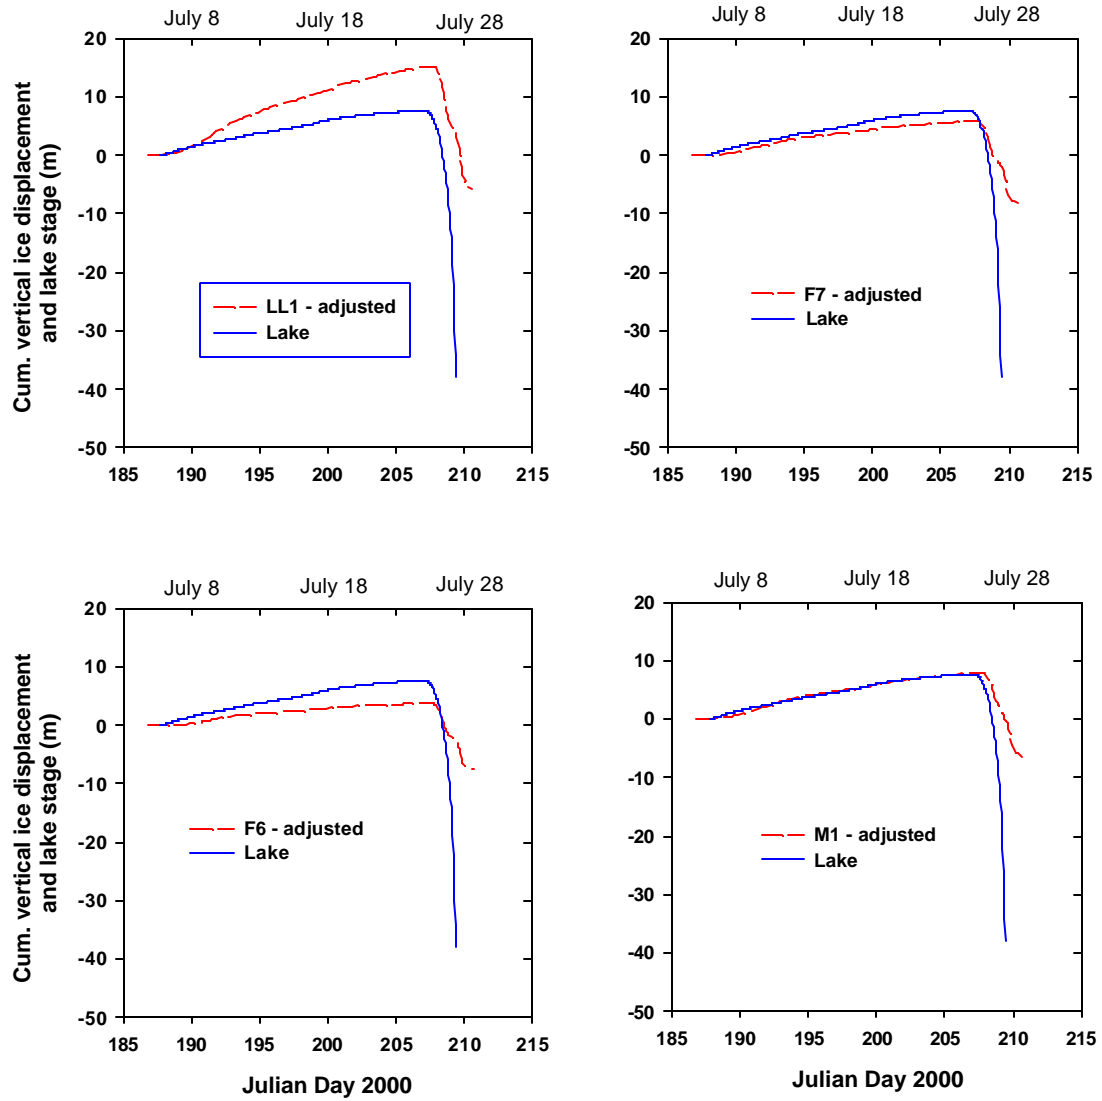 July 8 July 18 July 28
20
10
0
-10
-20
-30
-40
-50
185 190 195 200 205 210 215
Cum. vertical ice displacement
and lake stage (m)
LL1 - adjusted
Lake
July 8 July 18 July 28
20
10
0
-10
-20
-30
-40
-50
185 190 195 200 205 210 215
F7 - adjusted
Lake
July 8 July 18 July 28
20
10
0
-10
-20
-30
-40
-50
185 190 195 200 205 210 215
Cum. vertical ice displacement
and lake stage (m)
F6 - adjusted
Lake
Julian Day 2000
July 8 July 18 July 28
20
10
0
-10
-20
-30
-40
-50
185 190 195 200 205 210 215
M1 - adjusted
Lake
Julian Day 2000